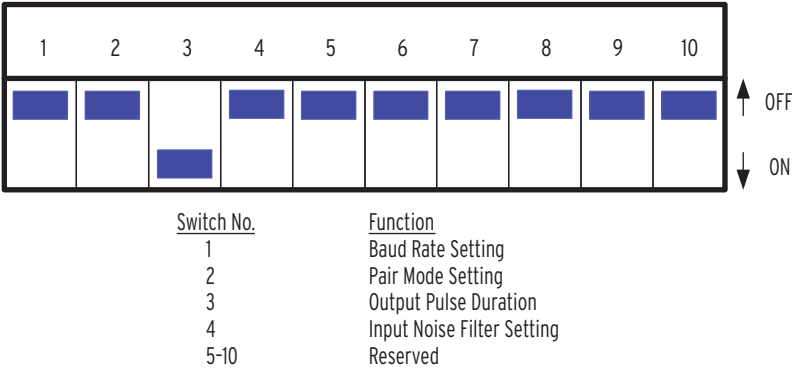 1 2 3 4 5 6 7 8 9 10
OFF
ON
Switch No. Function
1 Baud Rate Setting
2 Pair Mode Setting
3 Output Pulse Duration
4 Input Noise Filter Setting
5-10 Reserved